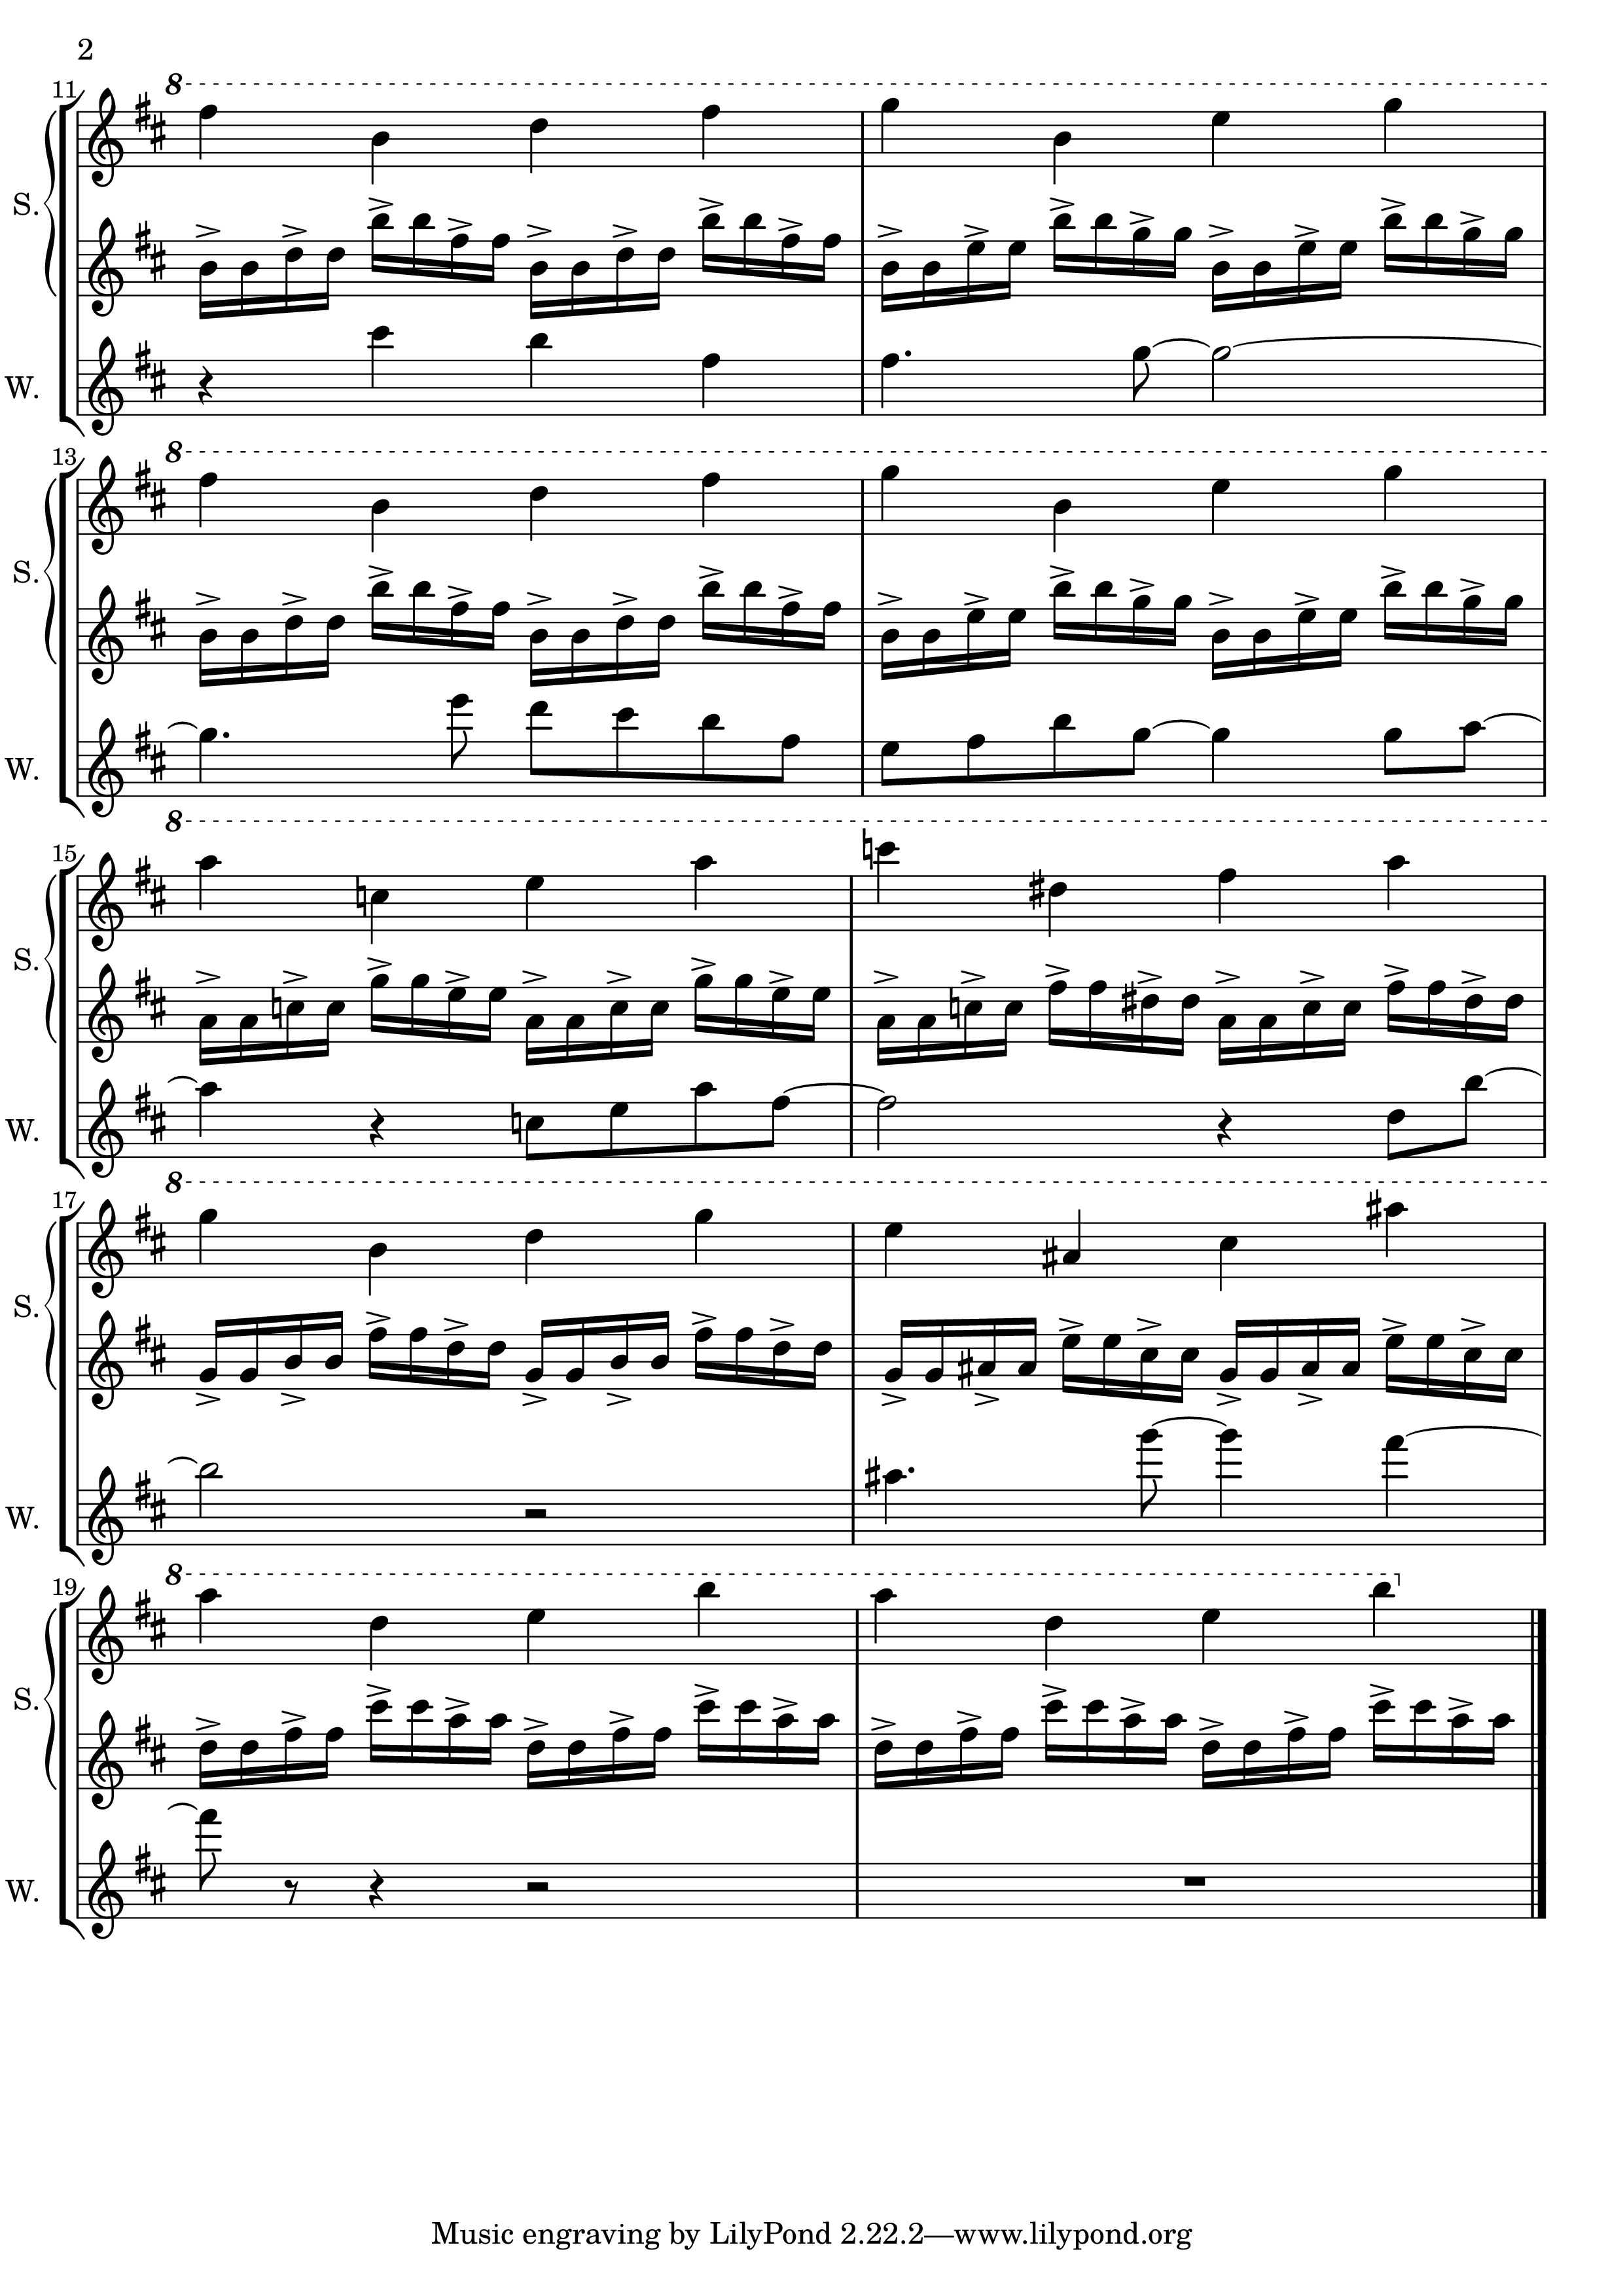 2
11
8
S.
W.
13
8
S.
W.
15
8
S.
W.
17
8
S.
W.
19
8
S.
W.
Music engraving by LilyPond 2.22.2—www.lilypond.org